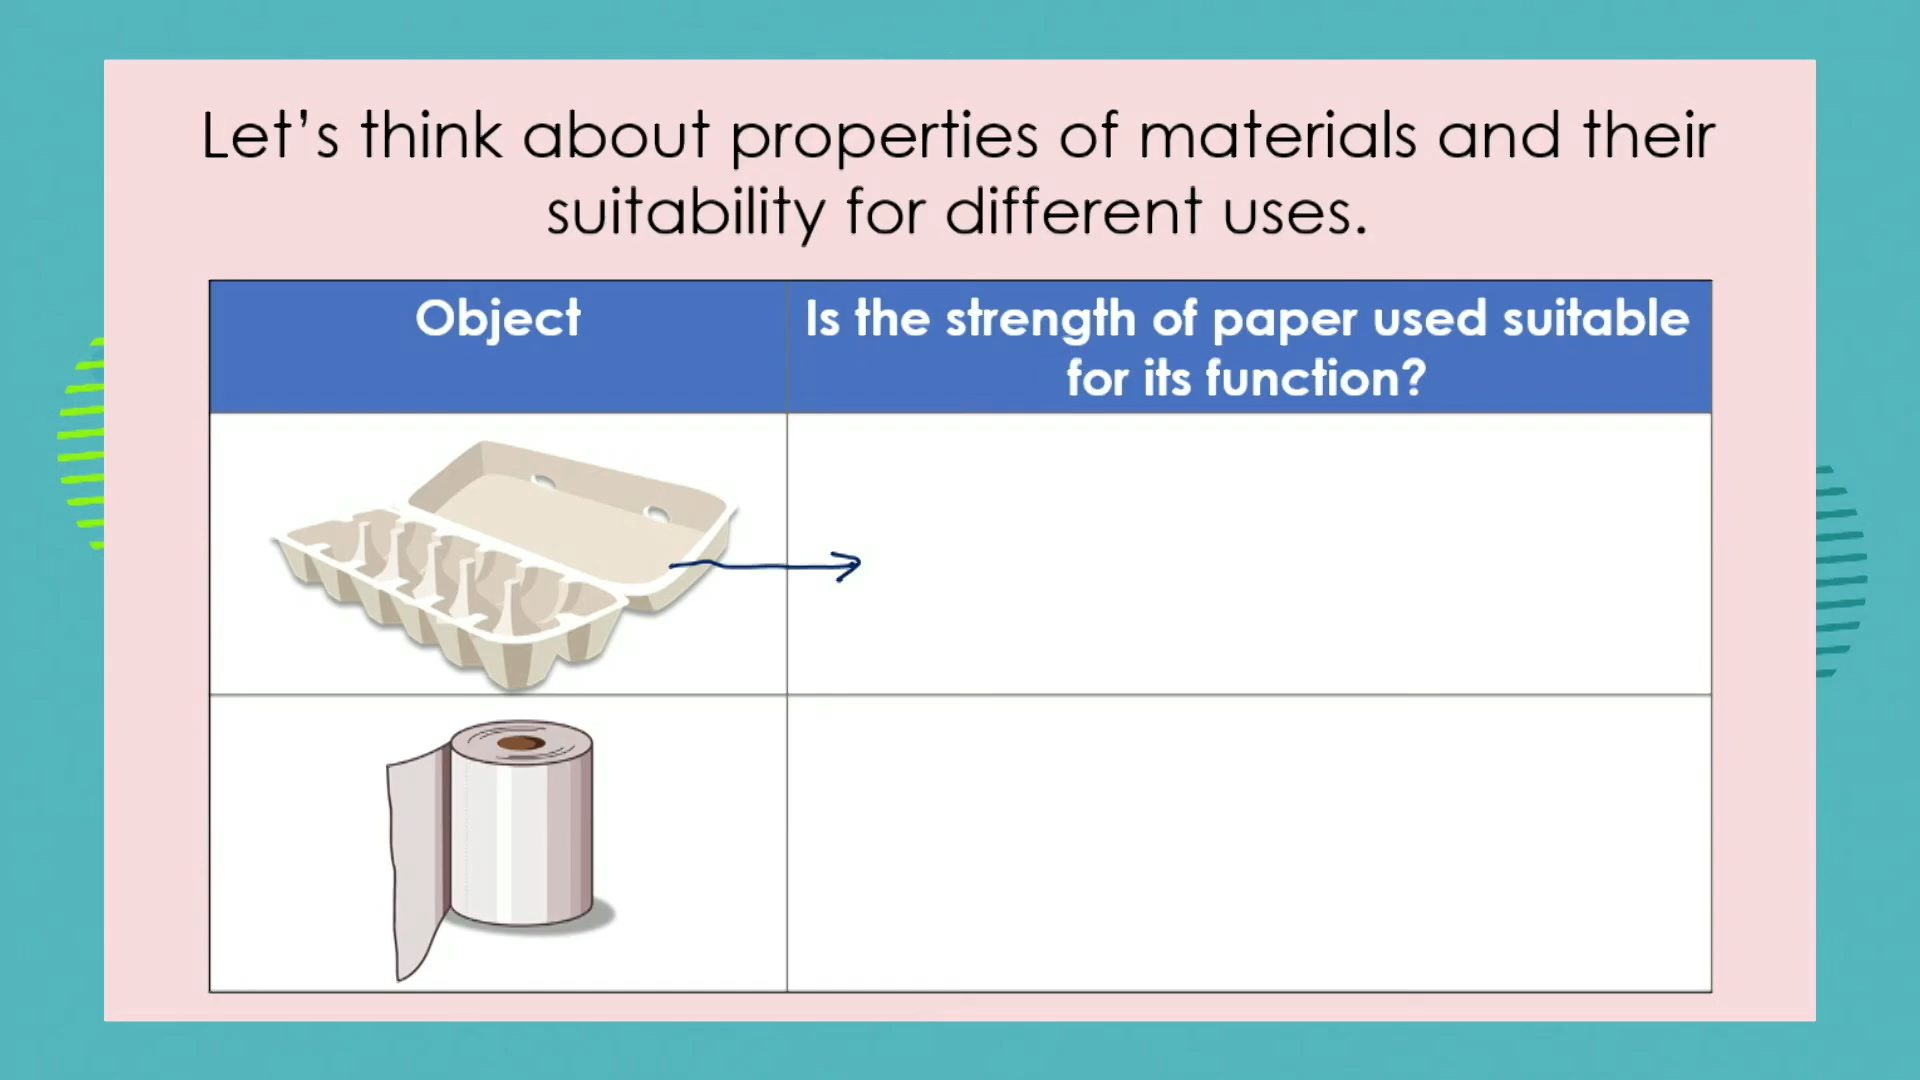 Let’s think about properties of materials and their
suitability for different uses.
Object
Is the strength of paper used suitable
for its function?